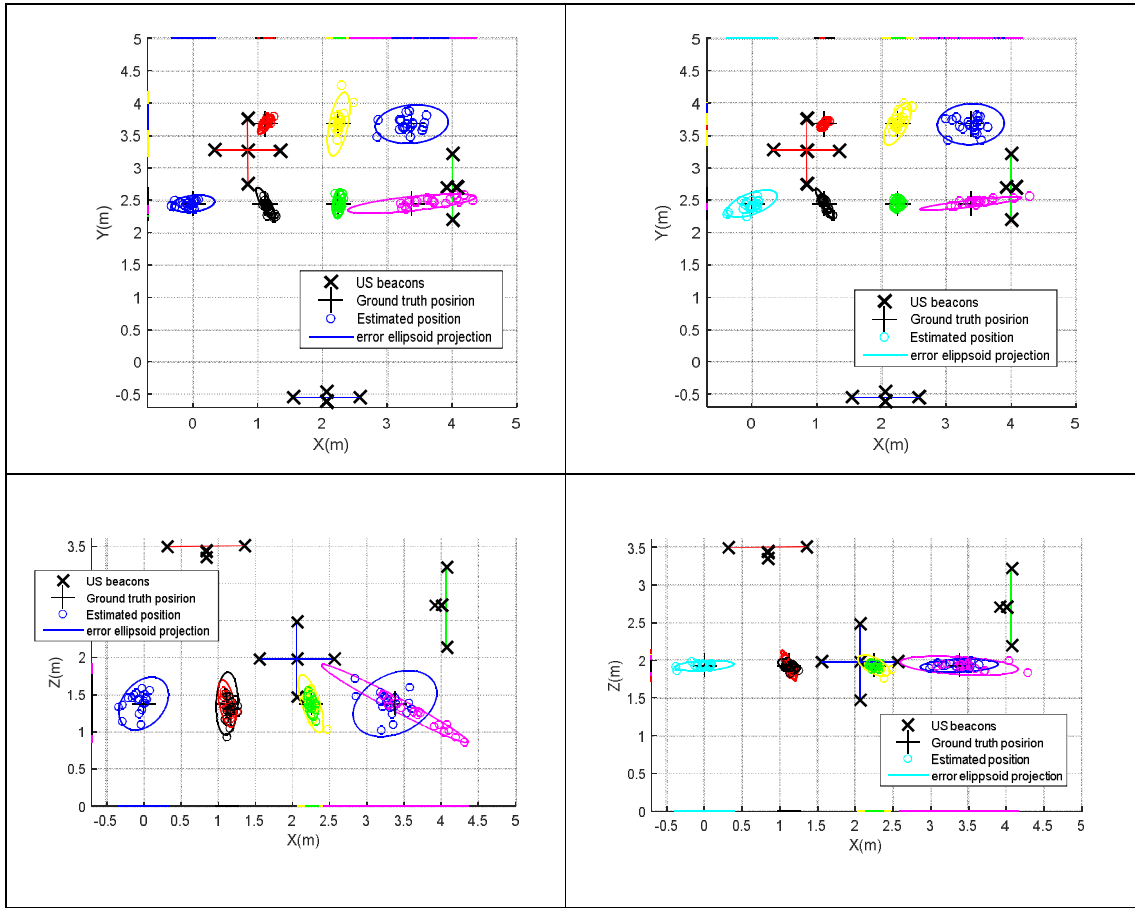 5
4.5
4
3.5
3
2.5
2
1.5
1
0.5
0
-0.5
Y(m)
US beacons
Ground truth posirion
Estimated position
error ellipsoid projection
0 1 2 3 4 5
X(m)
5
4.5
4
3.5
3
2.5
2
1.5
1
0.5
0
-0.5
Y(m)
US beacons
Ground truth posirion
Estimated position
error elippsoid projection
0 1 2 3 4 5
X(m)
3.5
Z(m)
US beacons
Ground truth posirion
Estimated position
error ellipsoid projection
2
1.5
1
0.5
0
-0.5 0 0.5 1 1.5 2 2.5 3 3.5 4 4.5 5
X(m)
3.5
3
2.5
2
1.5
1
0.5
0
Z(m)
US beacons
Ground truth posirion
Estimated position
error elippsoid projection
-0.5 0 0.5 1 1.5 2 2.5 3 3.5 4 4.5 5
X(m)